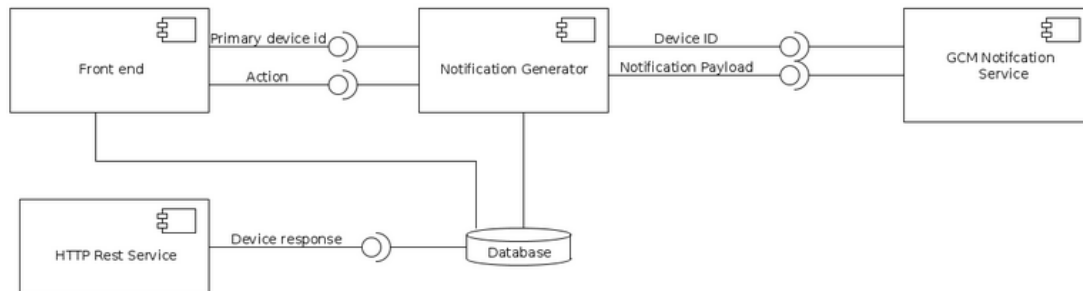 Front end
Primary device id
Action
Notification Generator
Device ID
Notification Payload
GCM Notifcation
Service
HTTP Rest Service
Device response
Database